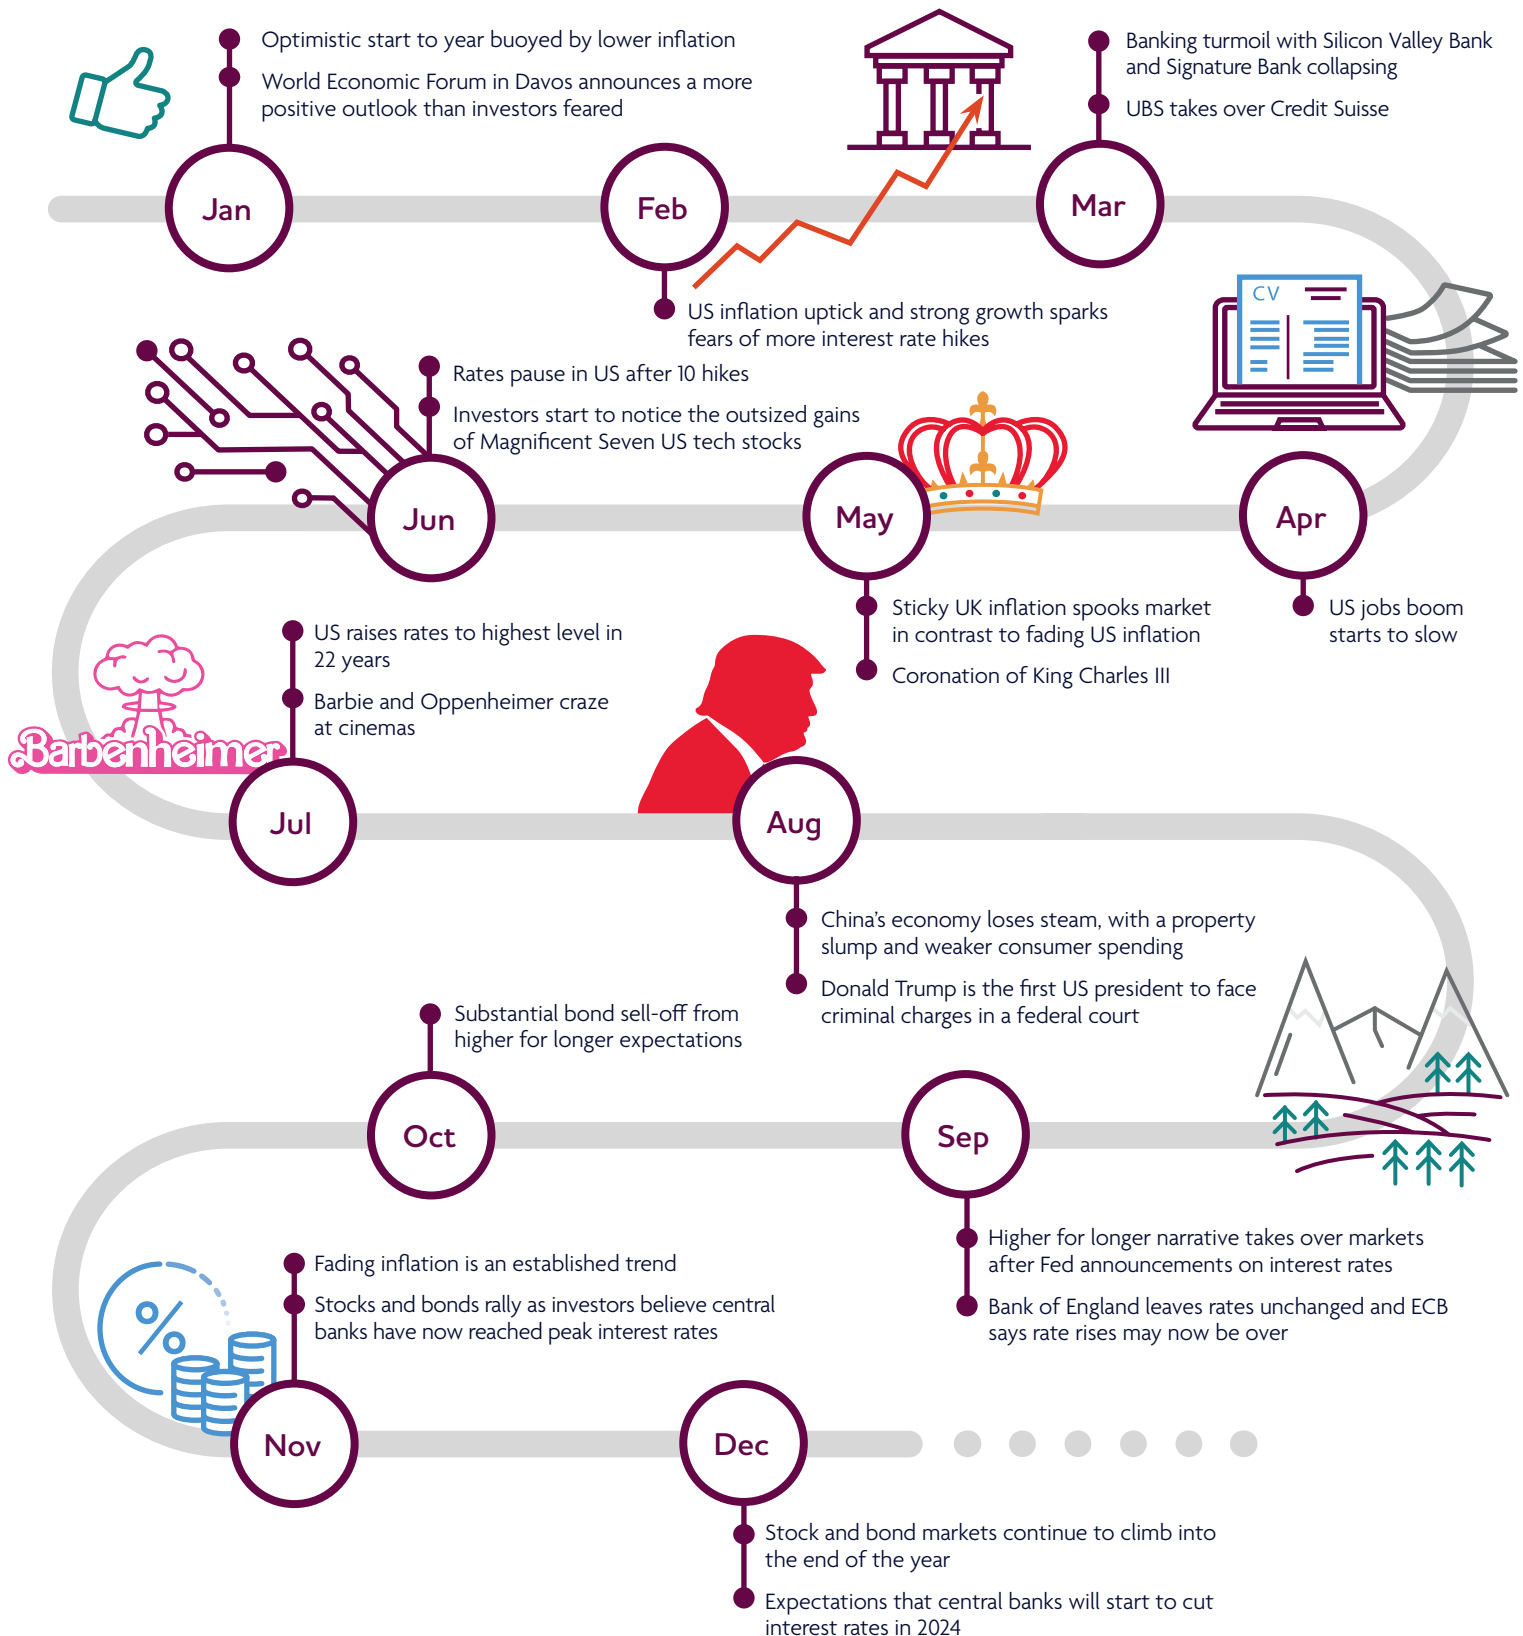 Optimistic start to year buoyed by lower inflation
World Economic Forum in Davos announces a more
positive outlook than investors feared
Jan
Feb
US inflation uptick and strong growth sparks
fears of more interest rate hikes
Banking turmoil with Silicon Valley Bank
and Signature Bank collapsing
UBS takes over Credit Suisse
Mar
CV
Apr
US jobs boom
starts to slow
May
Sticky UK inflation spooks market
in contrast to fading US inflation
Coronation of King Charles III
Rates pause in US after 10 hikes
Investors start to notice the outsized gains
of Magnificent Seven US tech stocks
Jun
US raises rates to highest level in
22 years
Barbie and Oppenheimer craze
at cinemas
Barbenheimer
Jul
Aug
China's economy loses steam, with a property
slump and weaker consumer spending
Donald Trump is the first US president to face
criminal charges in a federal court
Sep
Higher for longer narrative takes over markets
after Fed announcements on interest rates
Bank of England leaves rates unchanged and ECB
says rate rises may now be over
Substantial bond sell-off from
higher for longer expectations
Oct
Fading inflation is an established trend
Stocks and bonds rally as investors believe central
banks have now reached peak interest rates
%
Nov
Dec
Stock and bond markets continue to climb into
the end of the year
Expectations that central banks will start to cut
interest rates in 2024